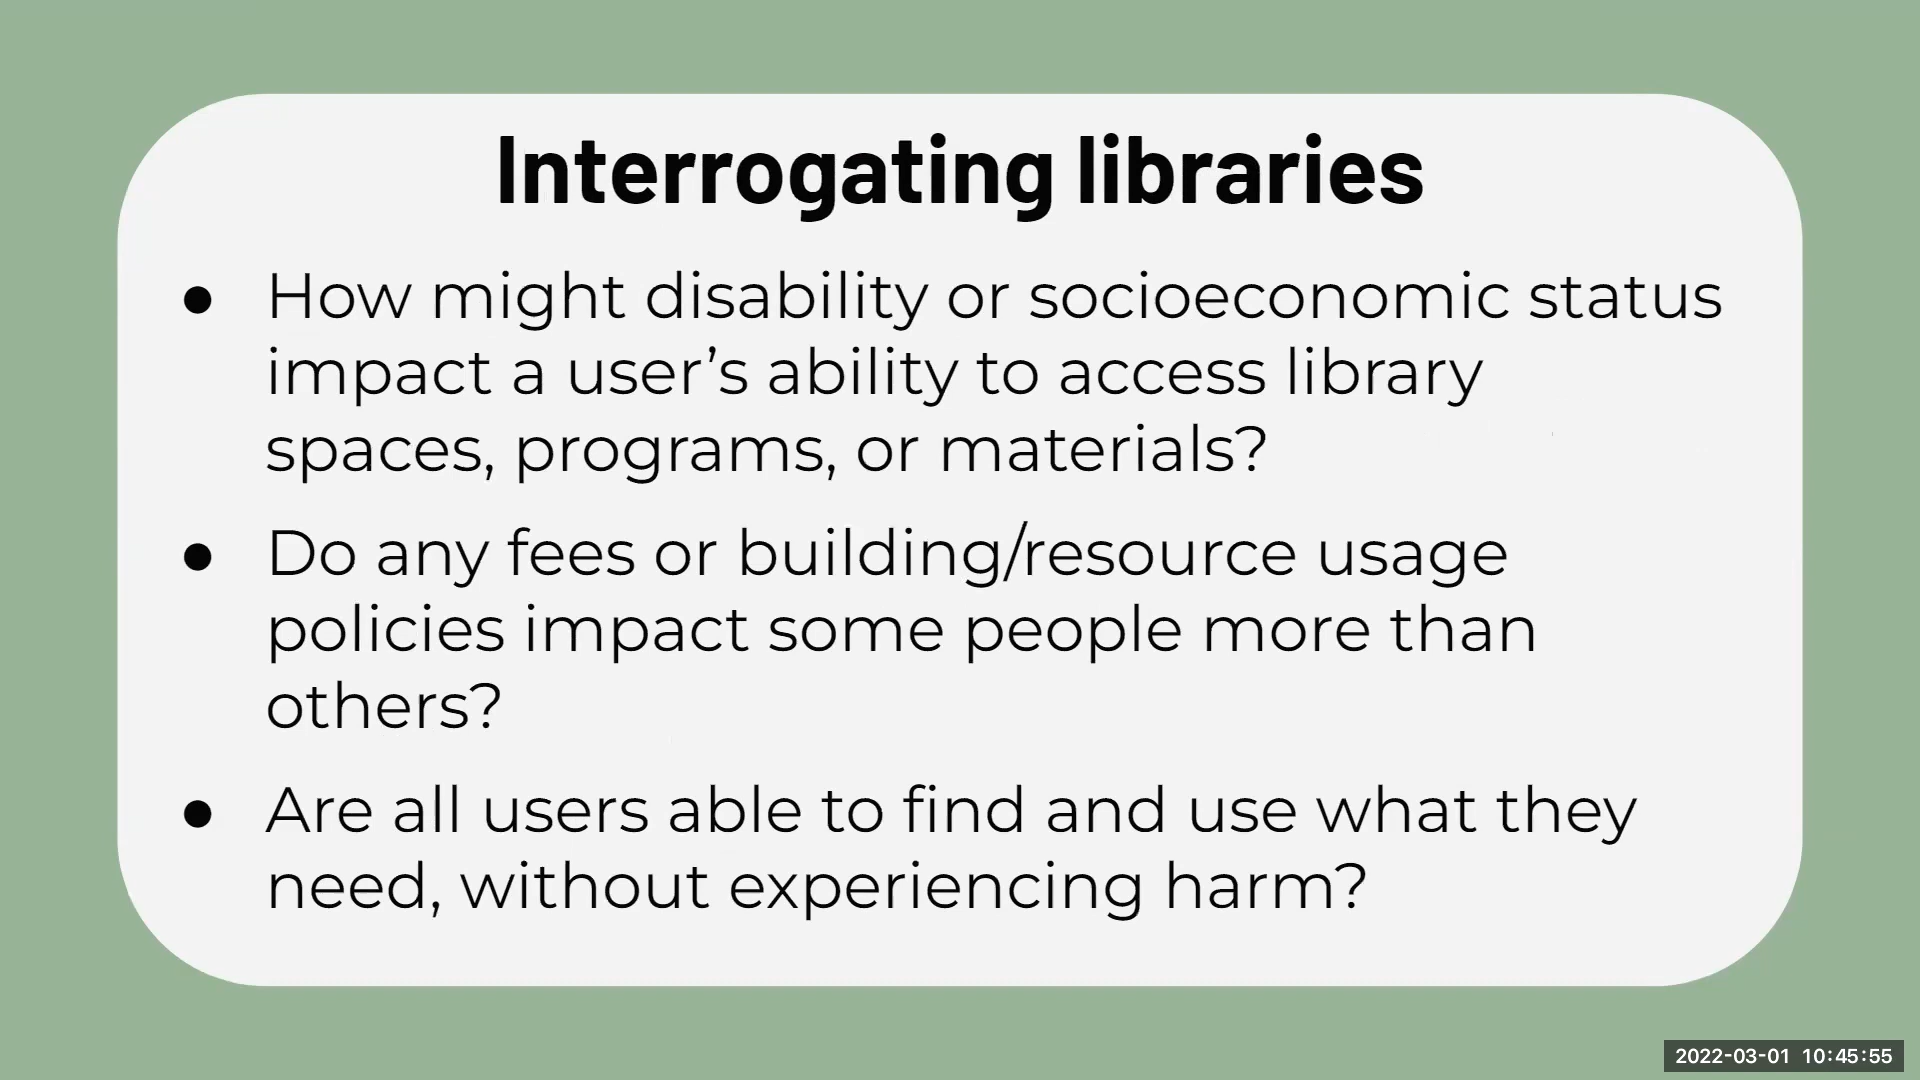 Interrogating libraries
● How might disability or socioeconomic status
impact a user’s ability to access library
spaces, programs, or materials?
● Do any fees or building/resource usage
policies impact some people more than
others?
● Are all users able to find and use what they
need, without experiencing harm?
2022-03-01 10:45:55